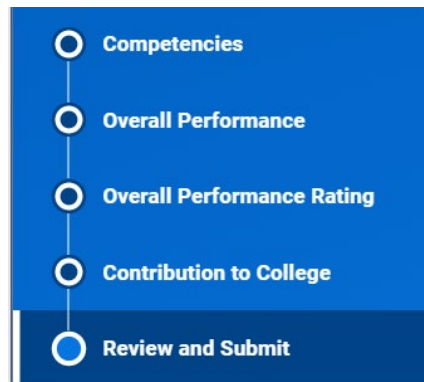 Competencies
Overall Performance
Overall Performance Rating
Contribution to College
Review and Submit